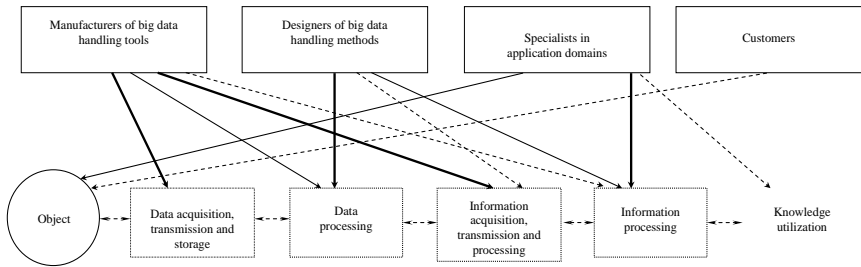 Manufacturers of big data
handling tools
Designers of big data
handling methods
Specialists in
application domains
Customers
Object
Data acquisition,
transmission and
storage
Data
processing
Information
acquisition,
transmission and
processing
Information
processing
Knowledge
utilization